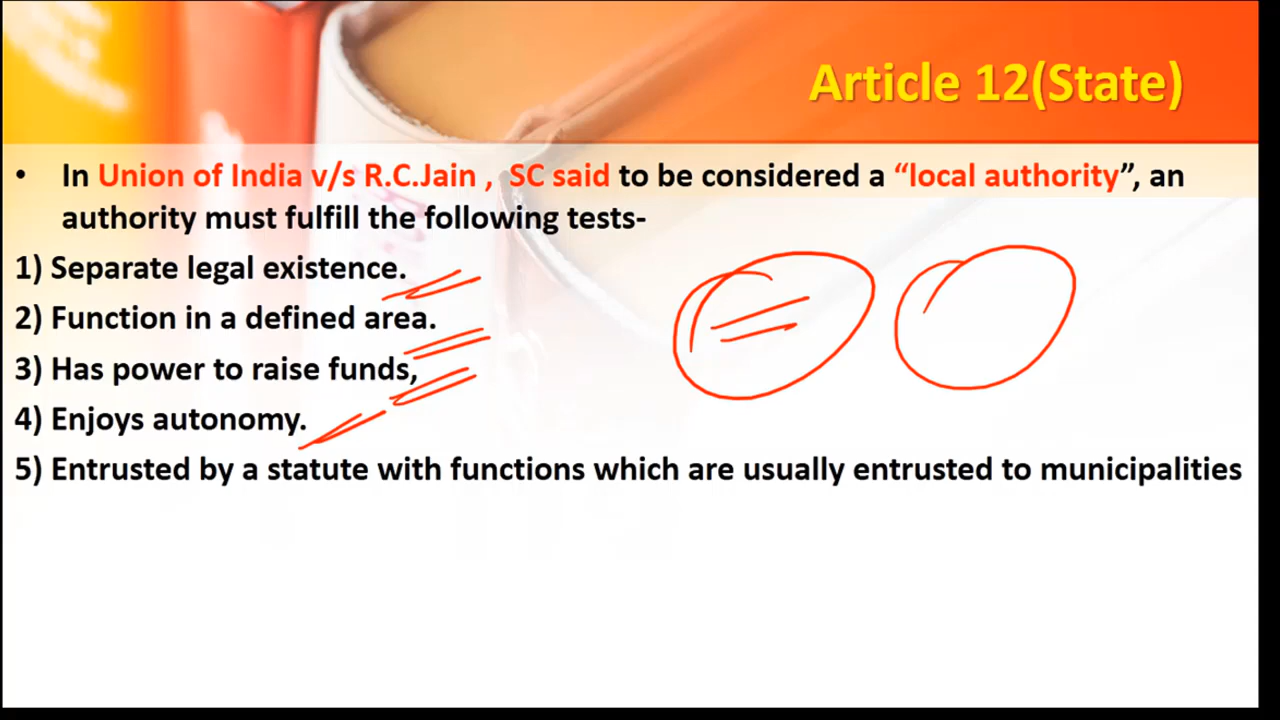 Article 12(State)
• In Union of India v/s R.C.Jain , SC said to be considered a “local authority”, an
authority must fulfill the following tests-
1) Separate legal existence.
2) Function in a defined area.
3) Has power to raise funds,
4) Enjoys autonomy.
5) Entrusted by a statute with functions which are usually entrusted to municipalities